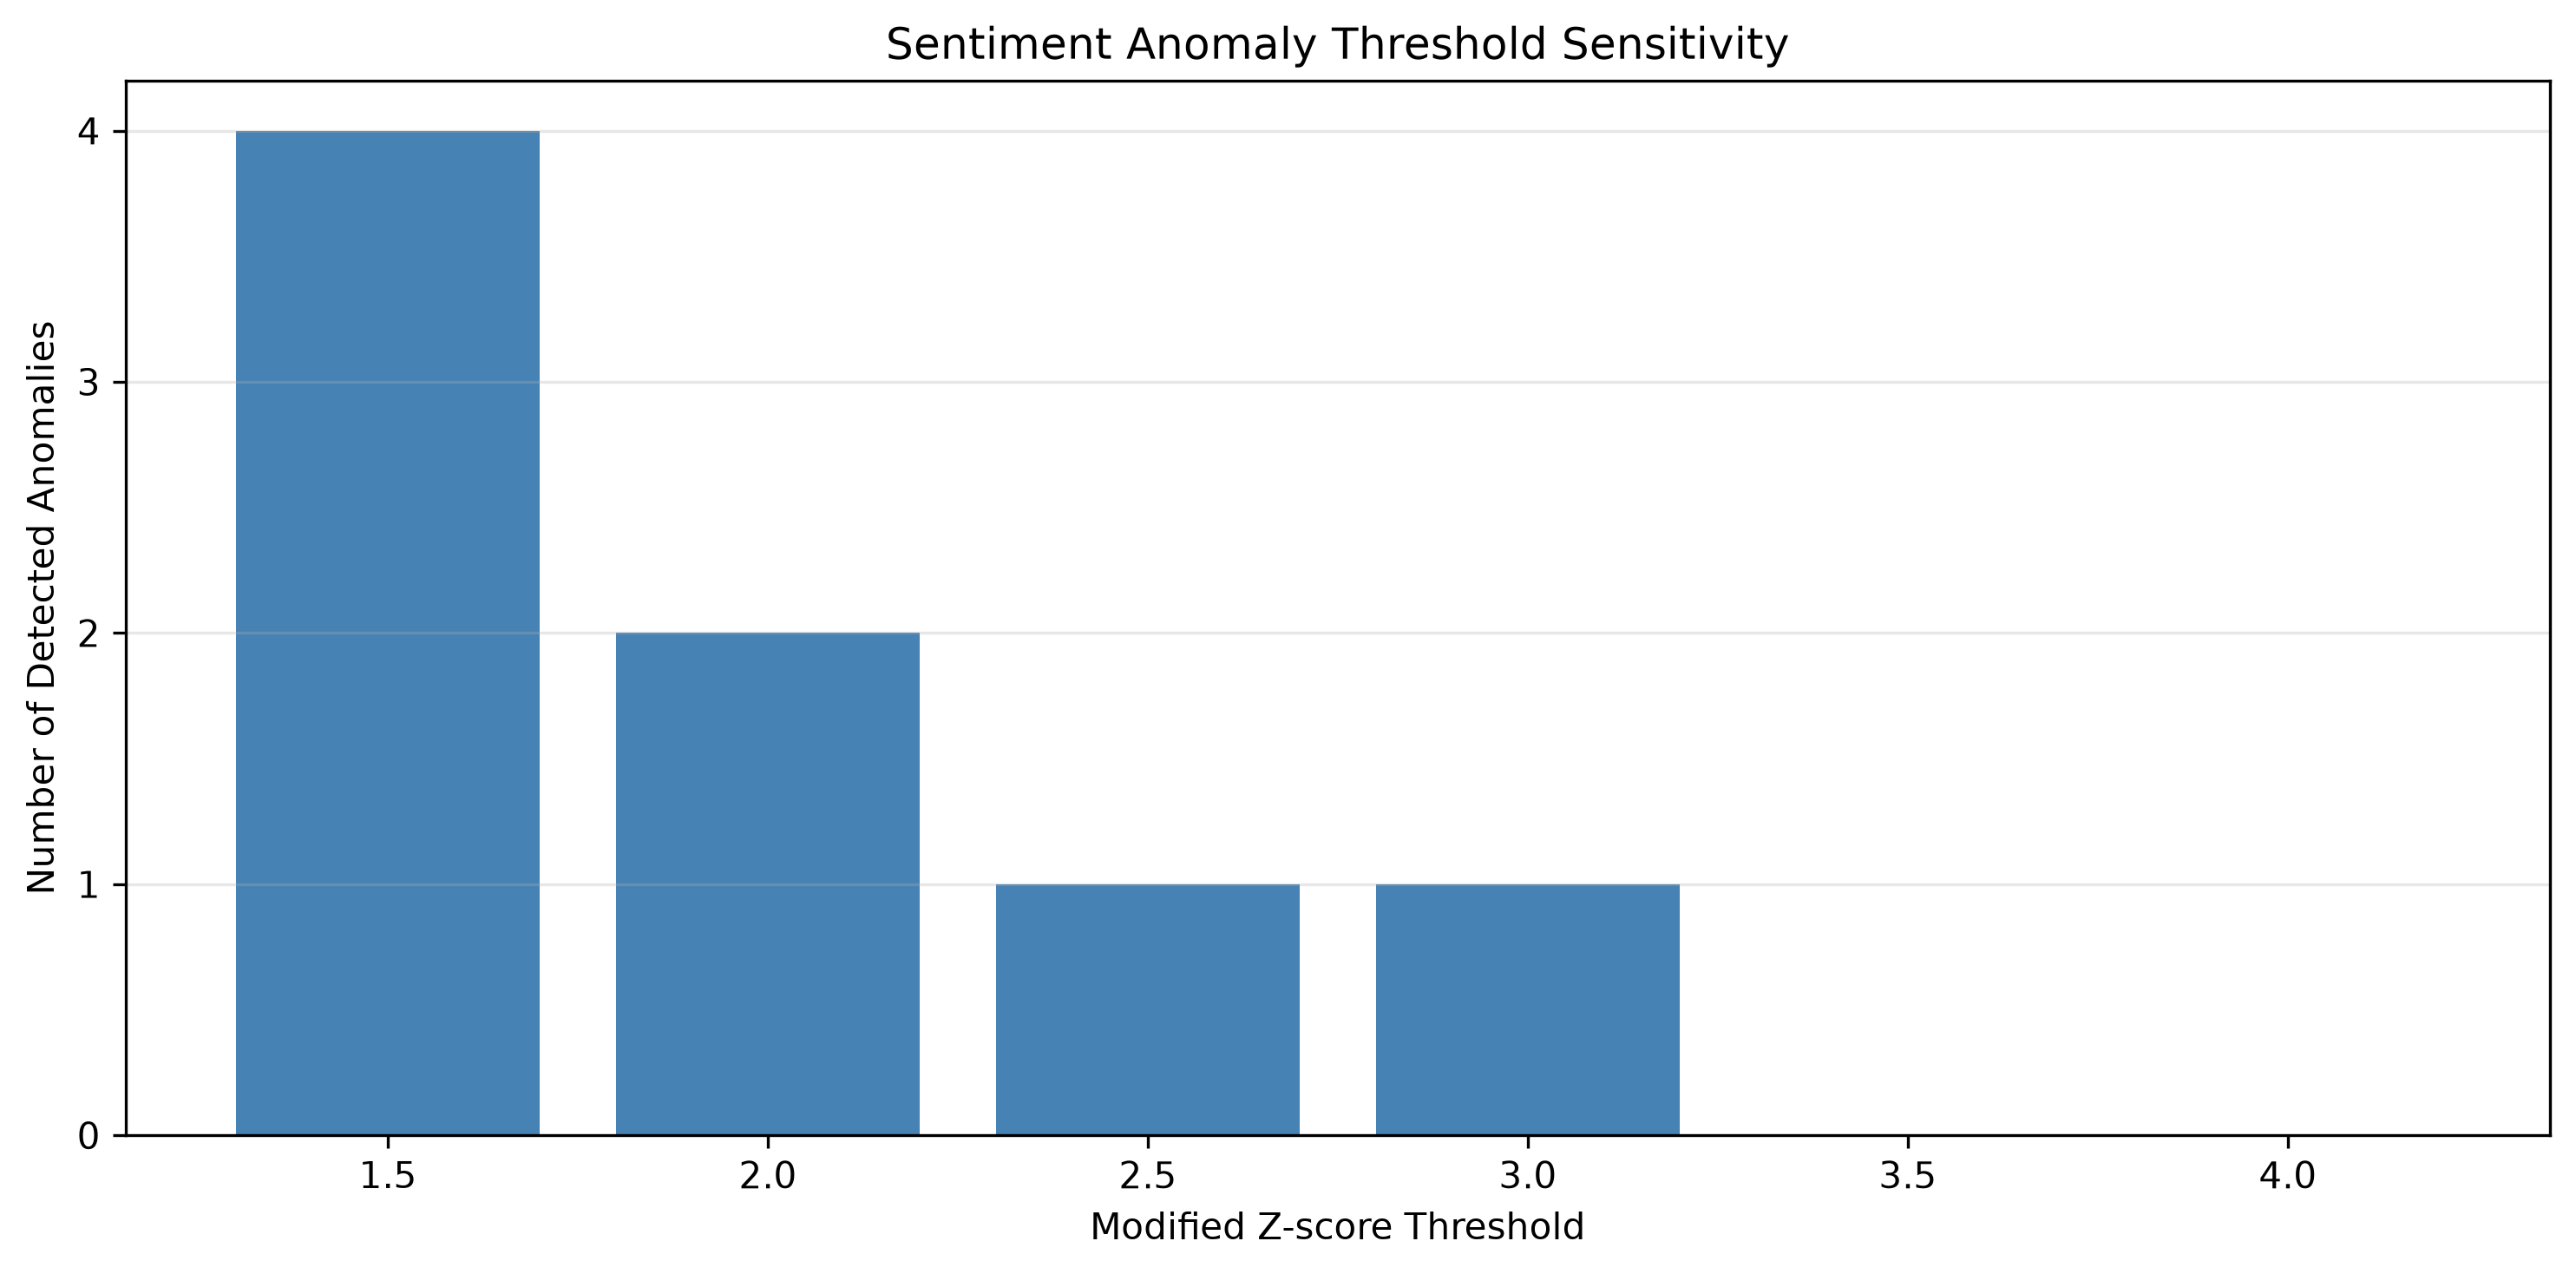 Sentiment Anomaly Threshold Sensitivity
Number of Detected Anomalies
4
3
2
1
0
1.5 2.0 2.5 3.0 3.5 4.0
Modified Z-score Threshold